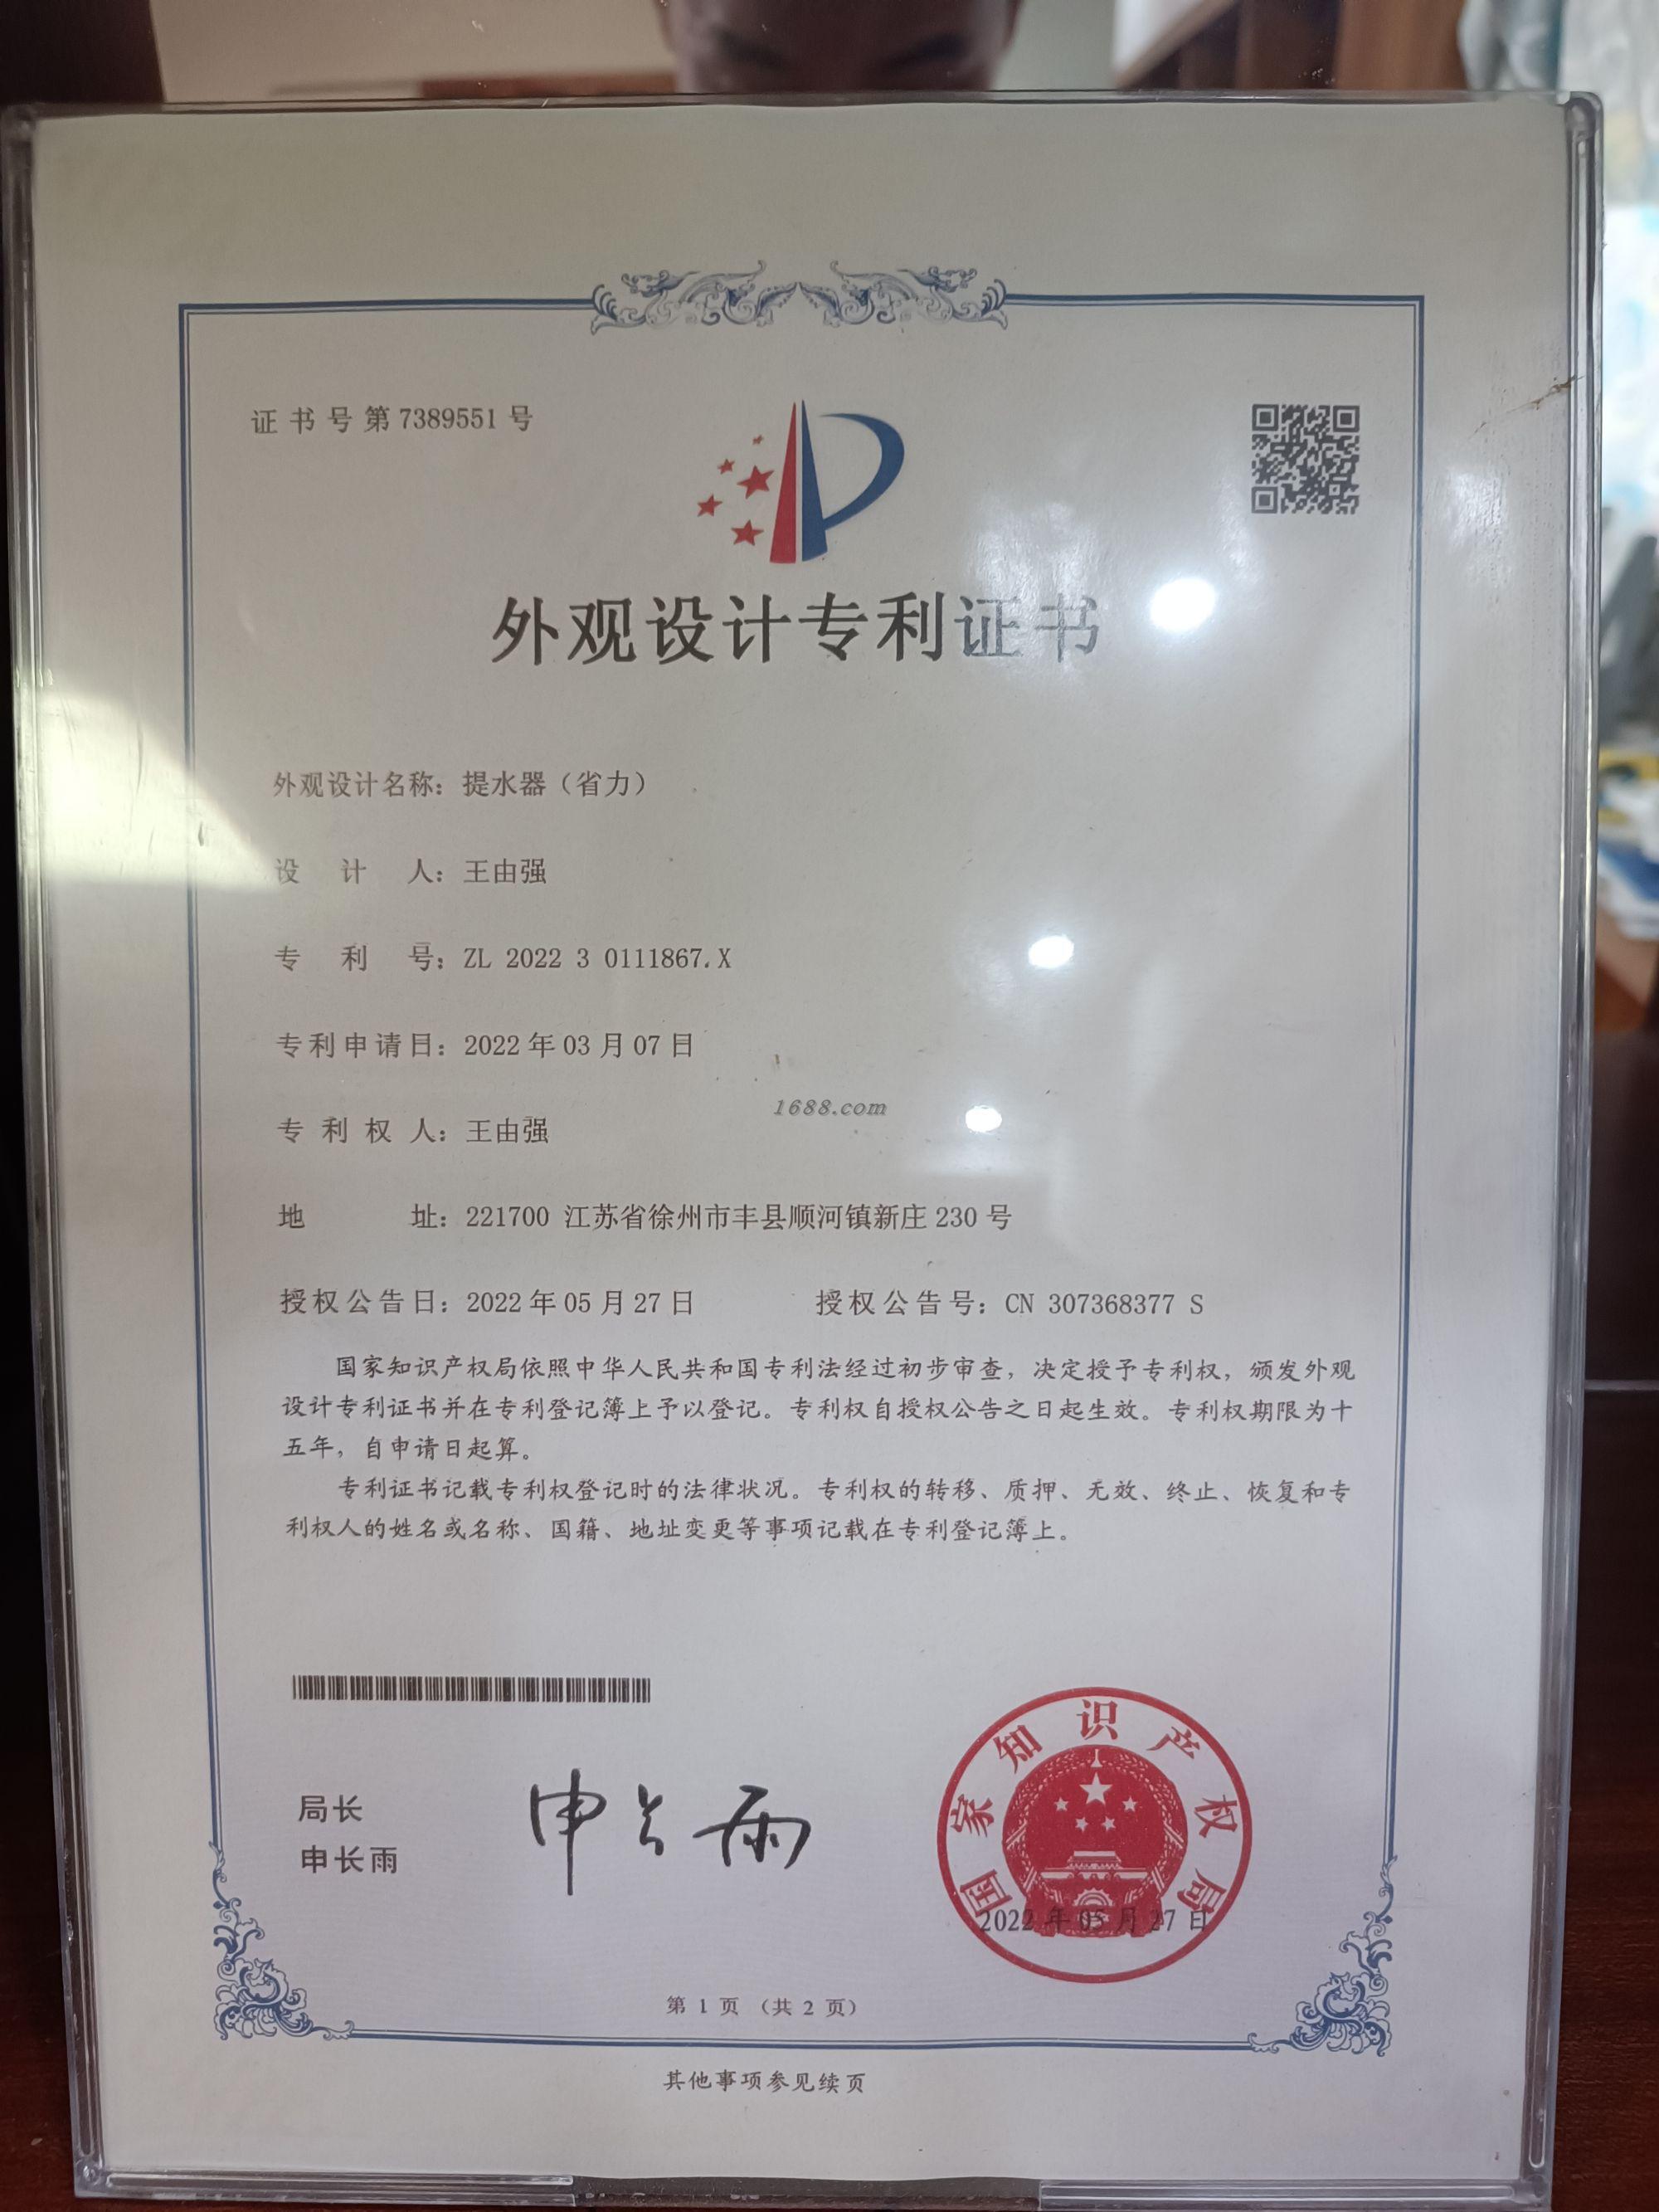 证书号第7389551号
外观设计专利证书
外观设计名称：提水器（省力）
设计人：王由强
专利号：ZL 2022 3 0111867.X
专利申请日：2022年03月07日
1688.com
专利权人：王由强
地址：221700 江苏省徐州市丰县顺河镇新庄230号
授权公告日：2022年05月27日 授权公告号：CN 307368377 S
国家知识产权局依照中华人民共和国专利法经过初步审查，决定授予专利权，颁发外观
设计专利证书并在专利登记簿上予以登记。专利权自授权公告之日起生效。专利权期限为十
五年，自申请日起算。
专利证书记载专利权登记时的法律状况。专利权的转移、质押、无效、终止、恢复和专
利权人的姓名或名称、国籍、地址变更等事项记载在专利登记簿上。
局长
申长雨
申长雨
国家知识产权局
2022年05月27日
第 1 页 （共 2 页）
其他事项参见续页